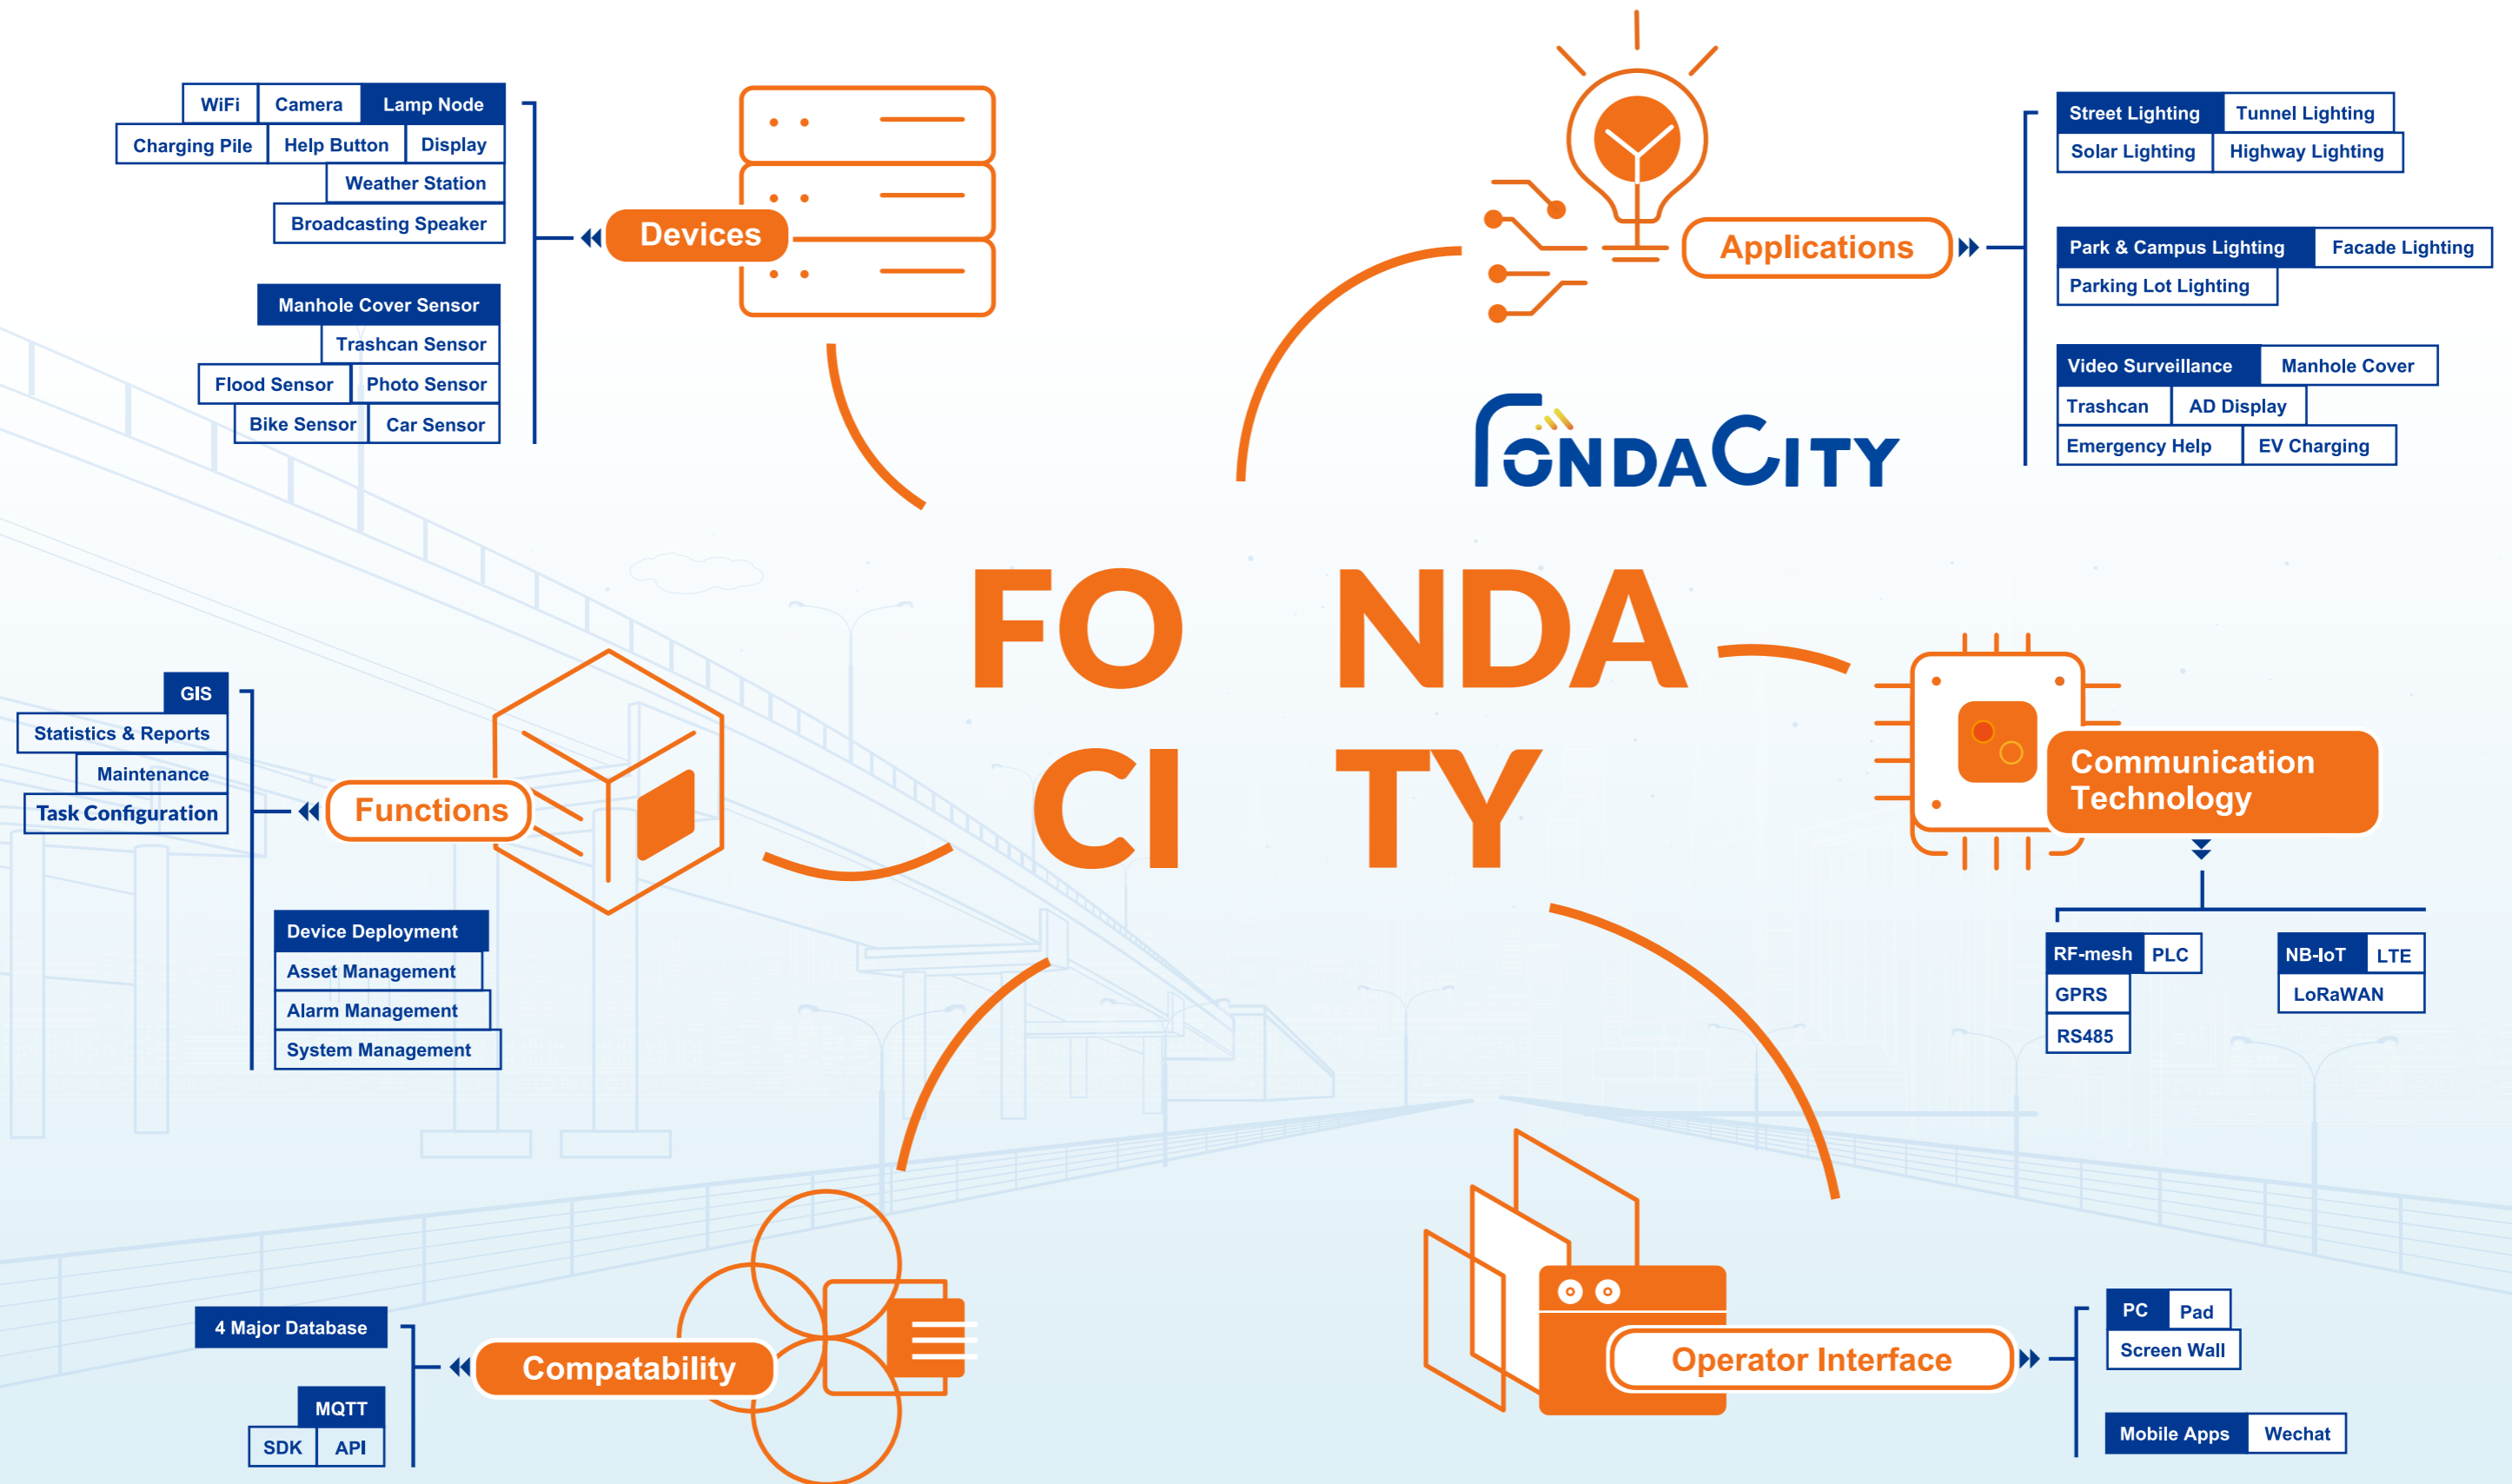 WiFi Camera Lamp Node
Charging Pile Help Button Display
Weather Station
Broadcasting Speaker
Devices
Manhole Cover Sensor
Trashcan Sensor
Flood Sensor Photo Sensor
Bike Sensor Car Sensor
Applications
Street Lighting Tunnel Lighting
Solar Lighting Highway Lighting
Park & Campus Lighting Facade Lighting
Parking Lot Lighting
Video Surveillance Manhole Cover
Trashcan AD Display
Emergency Help EV Charging
FONDACITY
FO NDA
CI TY
GIS
Statistics & Reports
Maintenance
Task Configuration
Functions
Device Deployment
Asset Management
Alarm Management
System Management
Communication
Technology
RF-mesh PLC
GPRS
RS485
NB-IoT LTE
LoRaWAN
4 Major Database
Compatability
MQTT
SDK API
Operator Interface
PC Pad
Screen Wall
Mobile Apps Wechat